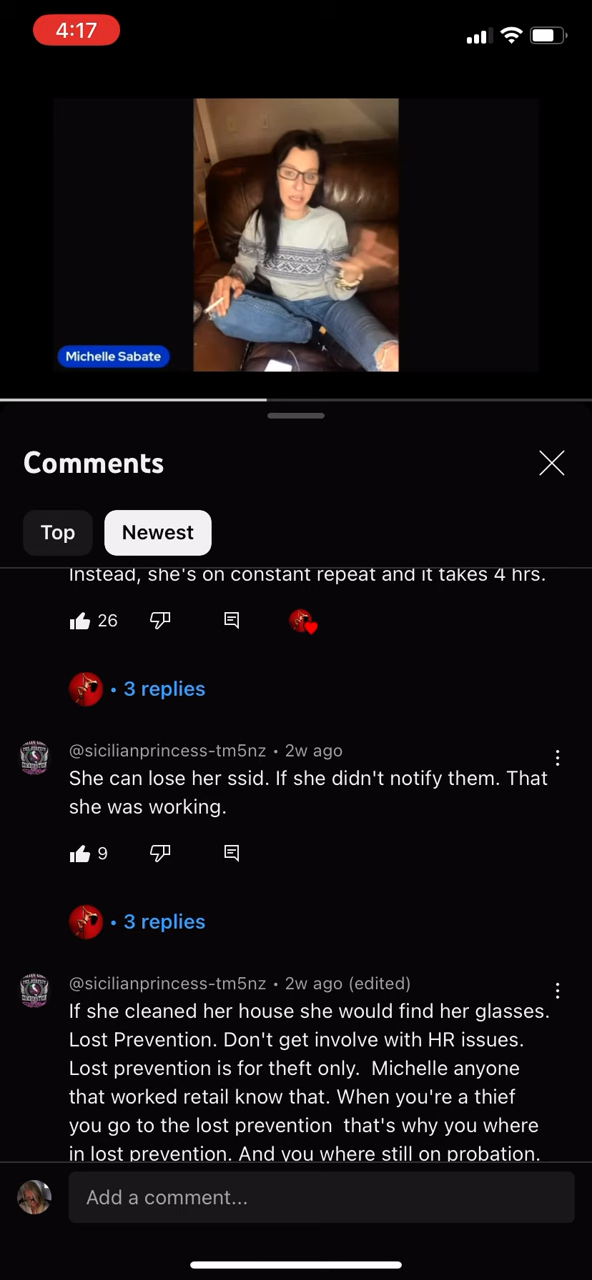 4:17
Michelle Sabate
Comments
Top
Newest
Instead, she's on constant repeat and it takes 4 hrs.
26
• 3 replies
@sicilianprincess-tm5nz • 2w ago
She can lose her ssid. If she didn't notify them. That
she was working.
9
• 3 replies
@sicilianprincess-tm5nz • 2w ago (edited)
If she cleaned her house she would find her glasses.
Lost Prevention. Don't get involve with HR issues.
Lost prevention is for theft only.  Michelle anyone
that worked retail know that. When you're a thief
you go to the lost prevention  that's why you where
in lost prevention. And you where still on probation.
Add a comment...